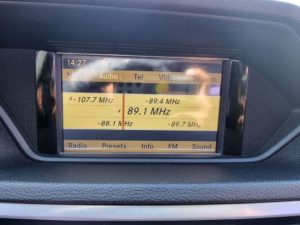 14:27
Audio Tel
107.7 MHz 89.4 MHz
89.1 MHz
88.1 MHz 89.7 MHz
Radio Presets Info FM Sound